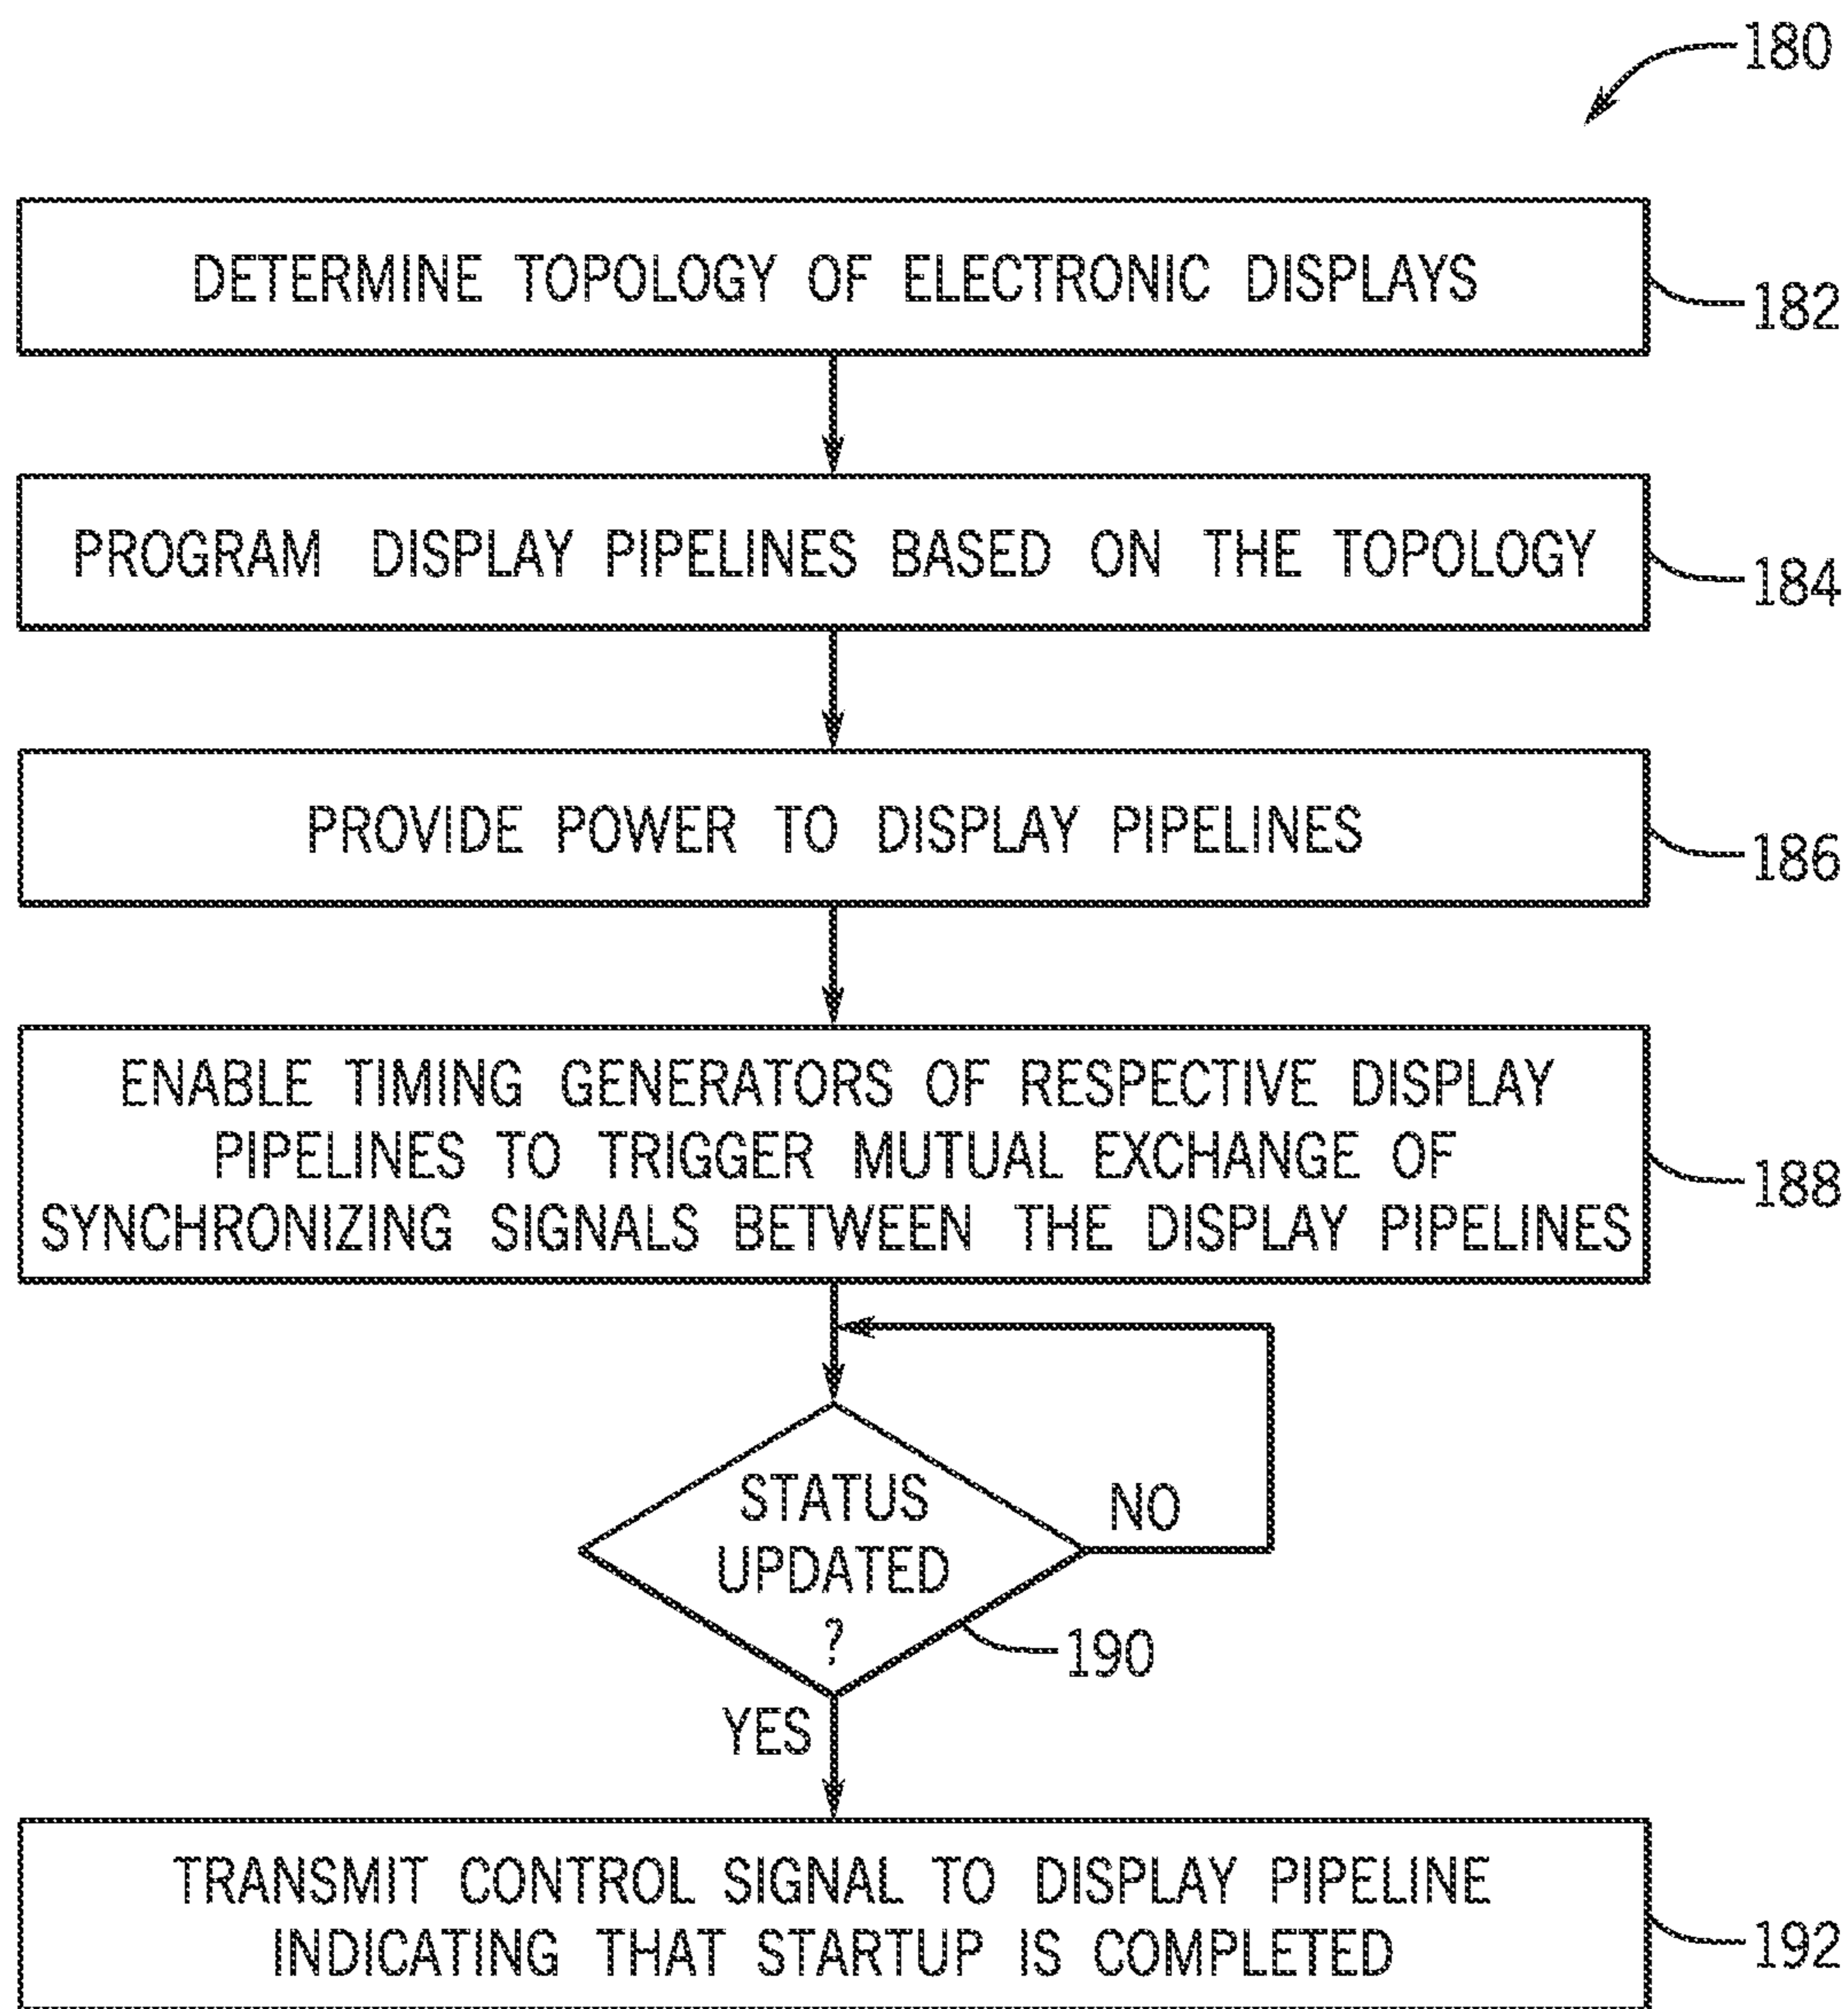 180
DETERMINE TOPOLOGY OF ELECTRONIC DISPLAYS
182
PROGRAM DISPLAY PIPELINES BASED ON THE TOPOLOGY
184
PROVIDE POWER TO DISPLAY PIPELINES
186
ENABLE TIMING GENERATORS OF RESPECTIVE DISPLAY
PIPELINES TO TRIGGER MUTUAL EXCHANGE OF
SYNCHRONIZING SIGNALS BETWEEN THE DISPLAY PIPELINES
188
STATUS
UPDATED
?
NO
190
YES
TRANSMIT CONTROL SIGNAL TO DISPLAY PIPELINE
INDICATING THAT STARTUP IS COMPLETED
192